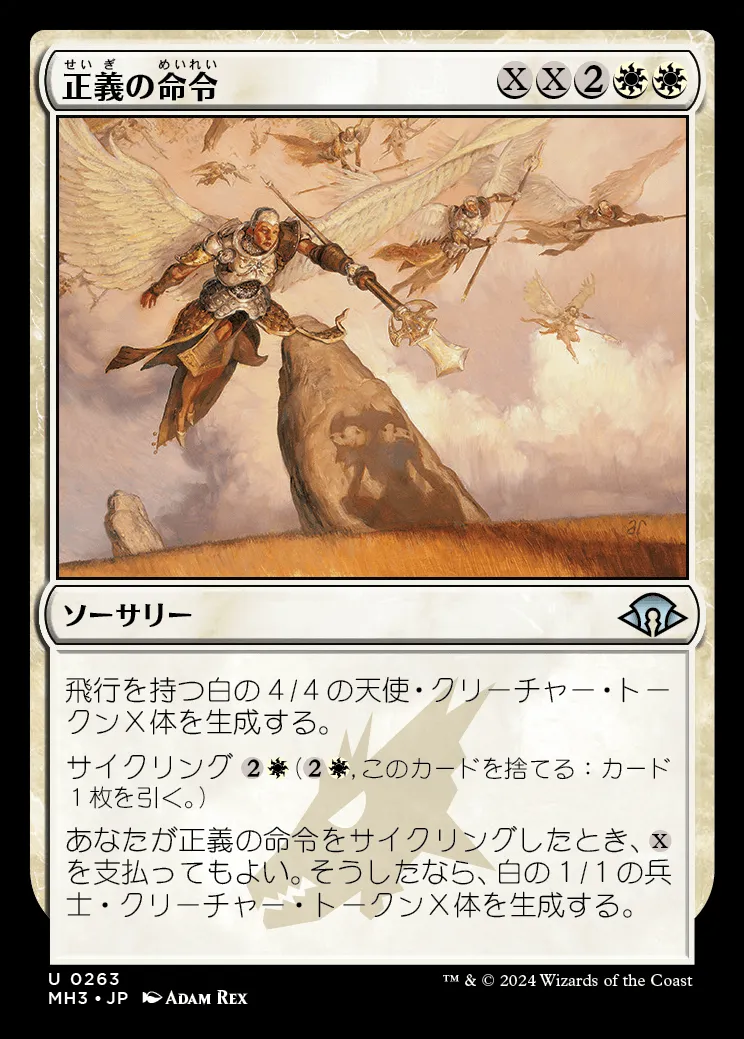 せいぎ めいれい
正義の命令 XX2
ソーサリー
飛行を持つ白の4/4の天使・クリーチャー・トー
クンX体を生成する。
サイクリング 2(2,このカードを捨てる:カード
1枚を引く。)
あなたが正義の命令をサイクリングしたとき、X
を支払ってもよい。そうしたなら、白の1/1の兵
士・クリーチャー・トークンX体を生成する。
U 0263
MH3・JP ADAM REX
™ & © 2024 Wizards of the Coast
ar